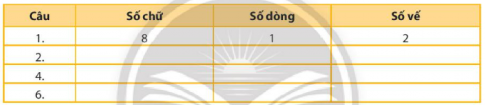 Câu Số chữ Số dòng Số vế
1. 8 1 2
2.
4.
6.